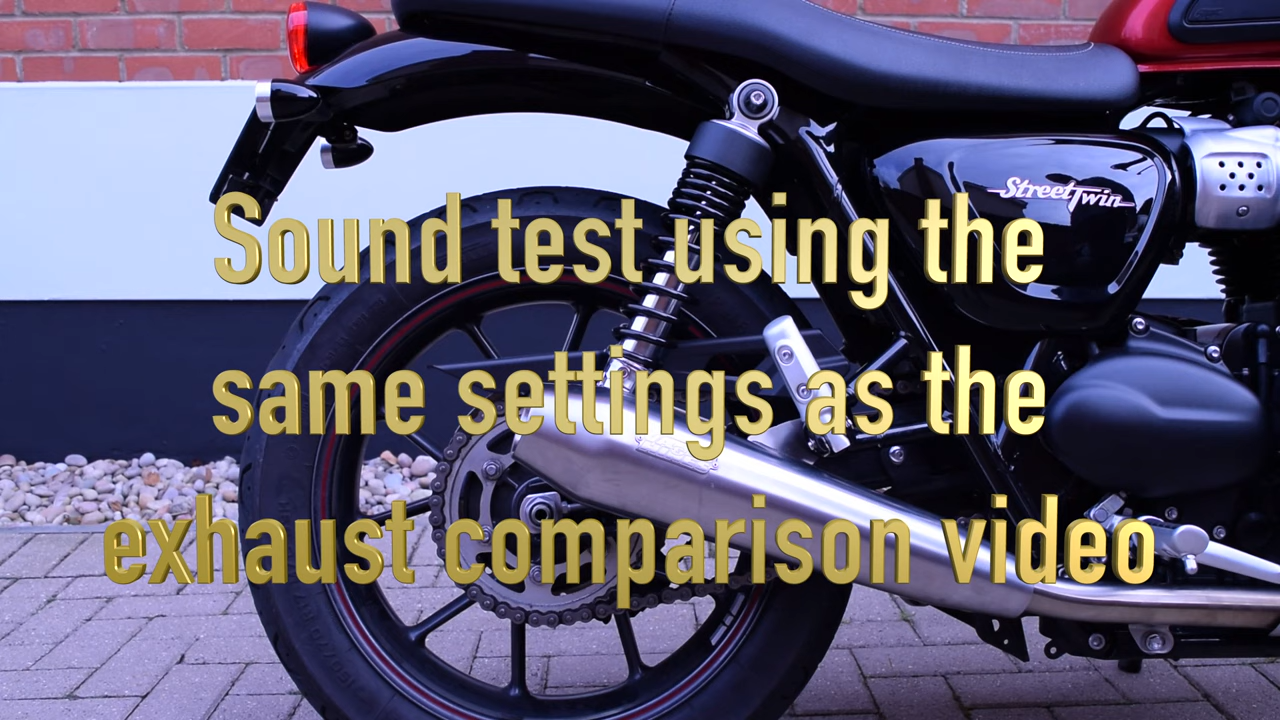 Street Twin
Sound test using the
same settings as the
exhaust comparison video